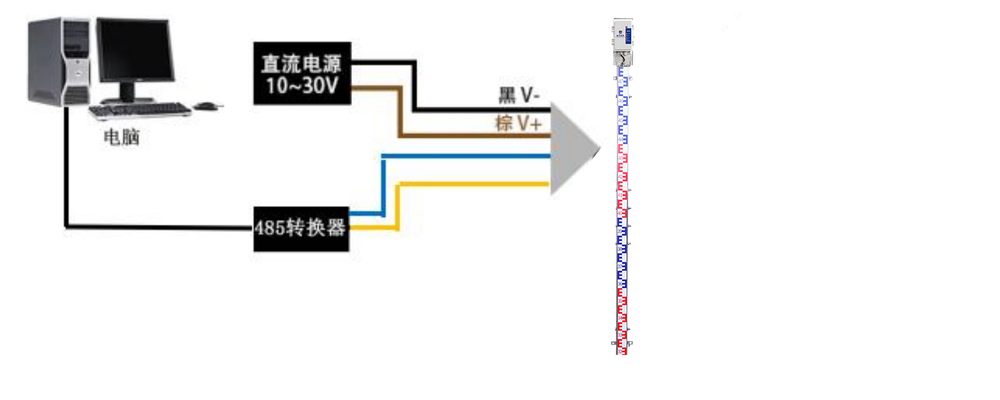 直流电源
10~30V
黑 V-
棕 V+
电脑
485转换器